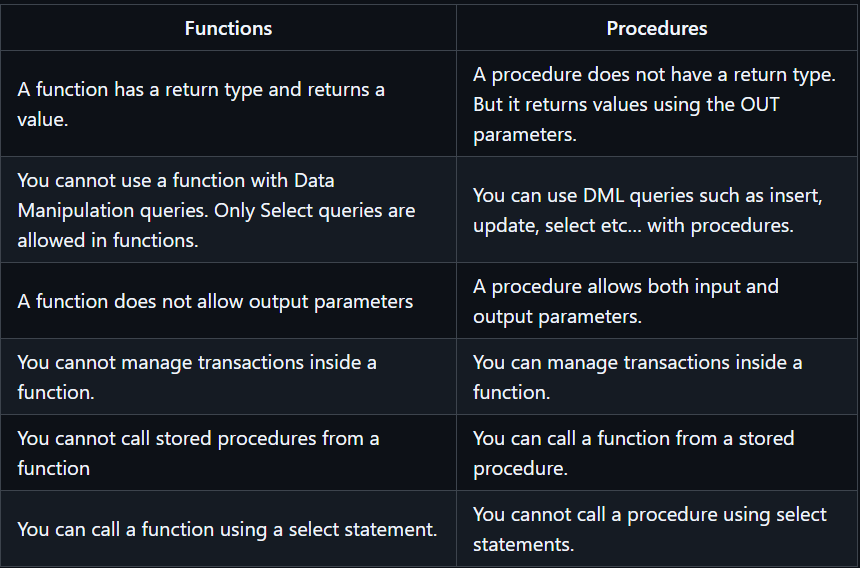 Functions
Procedures
A function has a return type and returns a
value.
A procedure does not have a return type.
But it returns values using the OUT
parameters.
You cannot use a function with Data
Manipulation queries. Only Select queries are
allowed in functions.
You can use DML queries such as insert,
update, select etc... with procedures.
A function does not allow output parameters
A procedure allows both input and
output parameters.
You cannot manage transactions inside a
function.
You can manage transactions inside a
function.
You cannot call stored procedures from a
function
You can call a function from a stored
procedure.
You can call a function using a select statement.
You cannot call a procedure using select
statements.